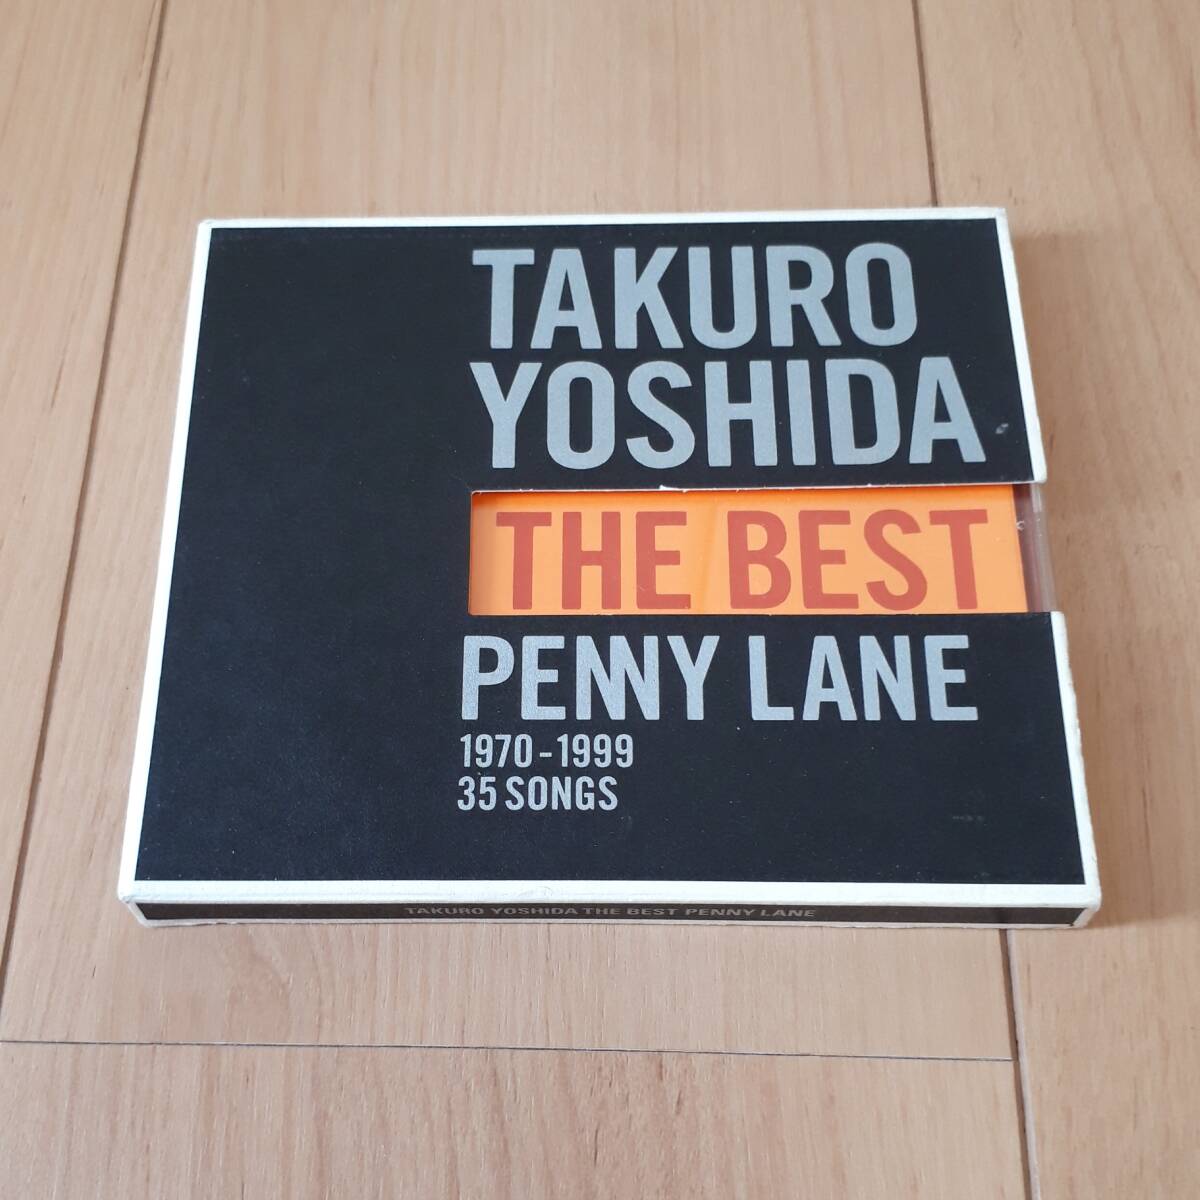 TAKURO
YOSHIDA
THE BEST
PENNY LANE
1970-1999
35 SONGS
TAKURO YOSHIDA THE BEST PENNY LANE